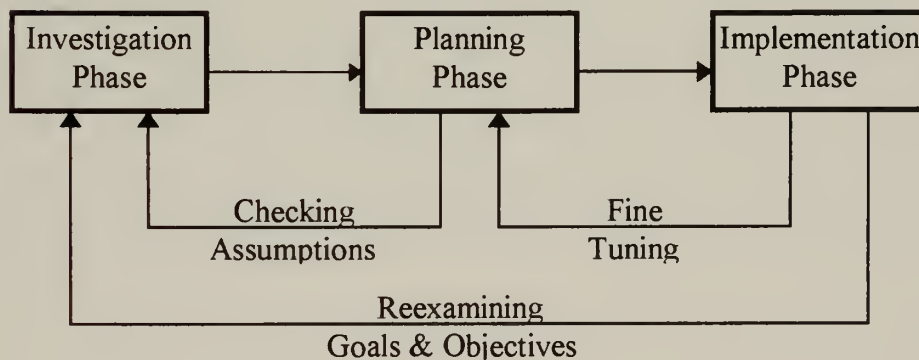 Investigation
Phase
Planning
Phase
Implementation
Phase
Checking
Assumptions
Fine
Tuning
Reexamining
Goals & Objectives